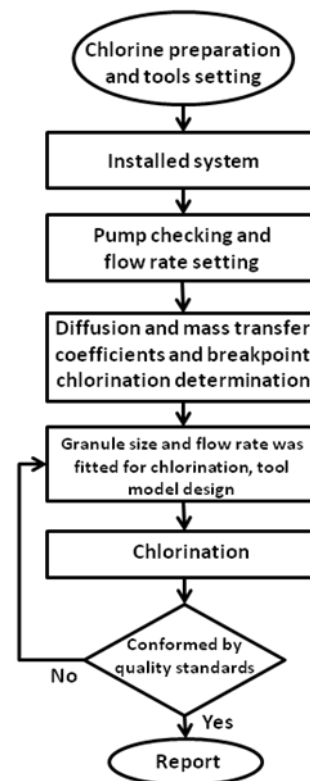 Chlorine preparation
and tools setting
Installed system
Pump checking and
flow rate setting
Diffusion and mass transfer
coefficients and breakpoint
chlorination determination
Granule size and flow rate was
fitted for chlorination, tool
model design
Chlorination
Conformed by
quality standards
No
Yes
Report